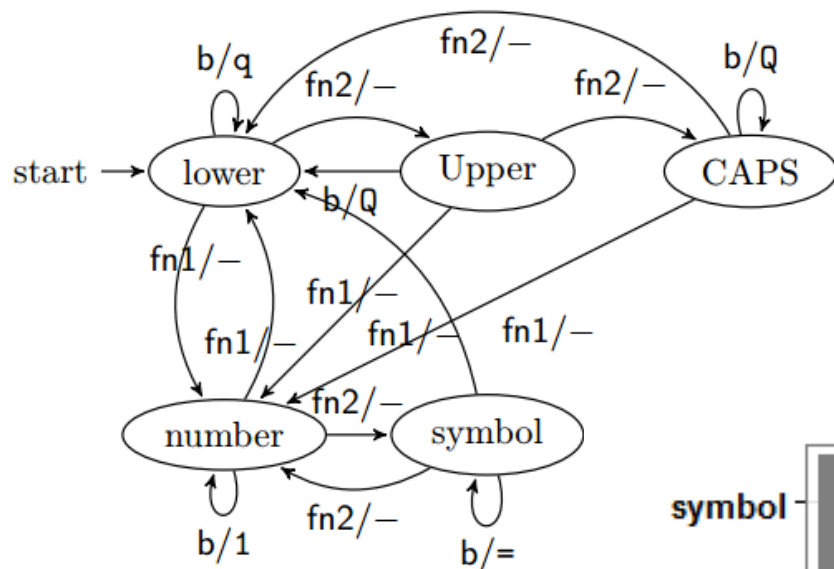 fn2/−
b/q
fn2/−
fn2/−
b/Q
start
lower
Upper
CAPS
b/Q
fn1/−
fn1/−
fn1/−
fn1/−
fn1/−
fn2/−
number
symbol
fn2/−
b/1
b/=
symbol